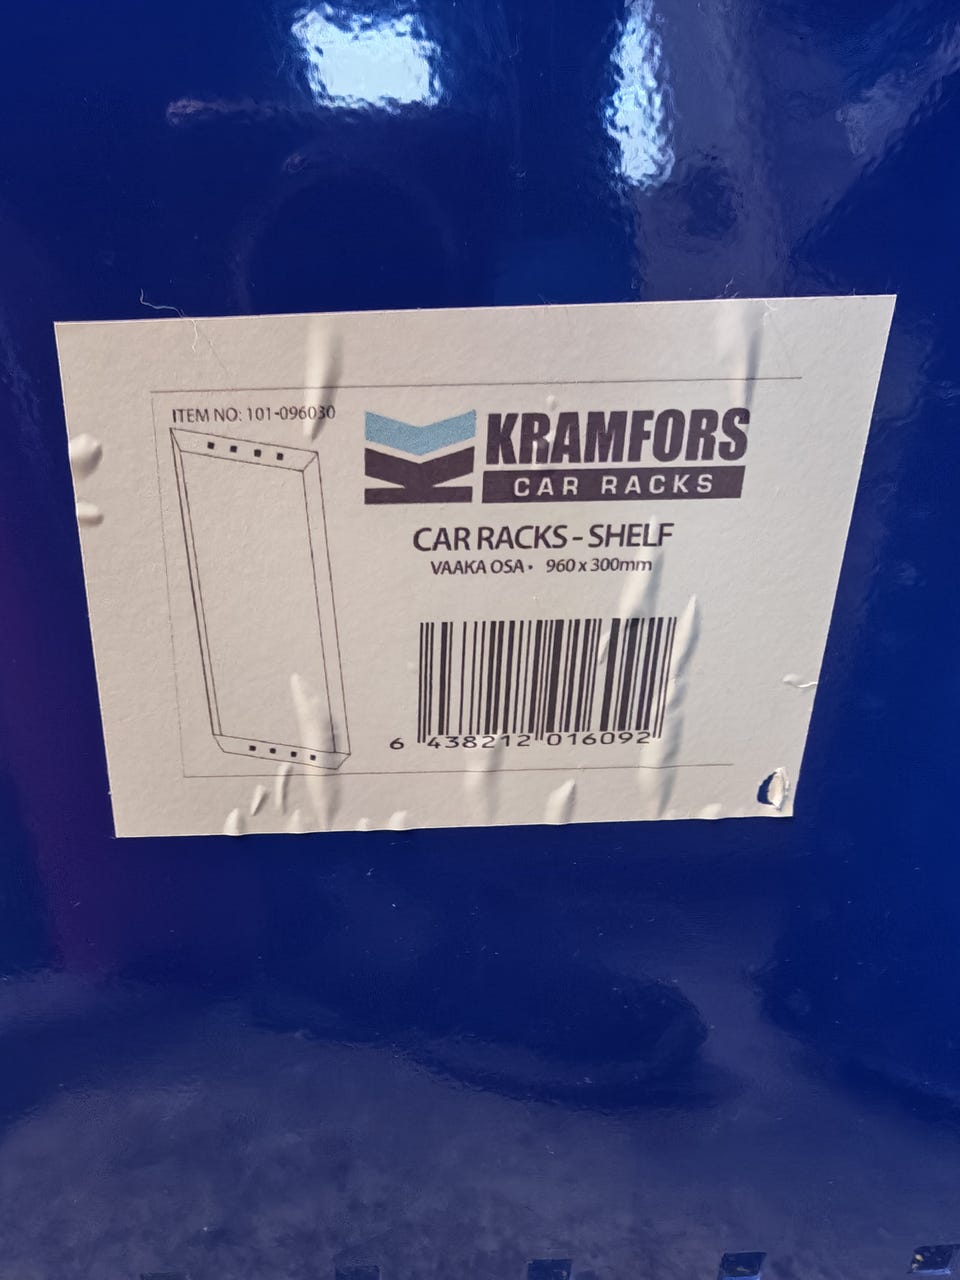 ITEM NO: 101-096030
KRAMFORS
CAR RACKS
CAR RACKS - SHELF
VAAKA OSA • 960 x 300mm
6 438212 016092